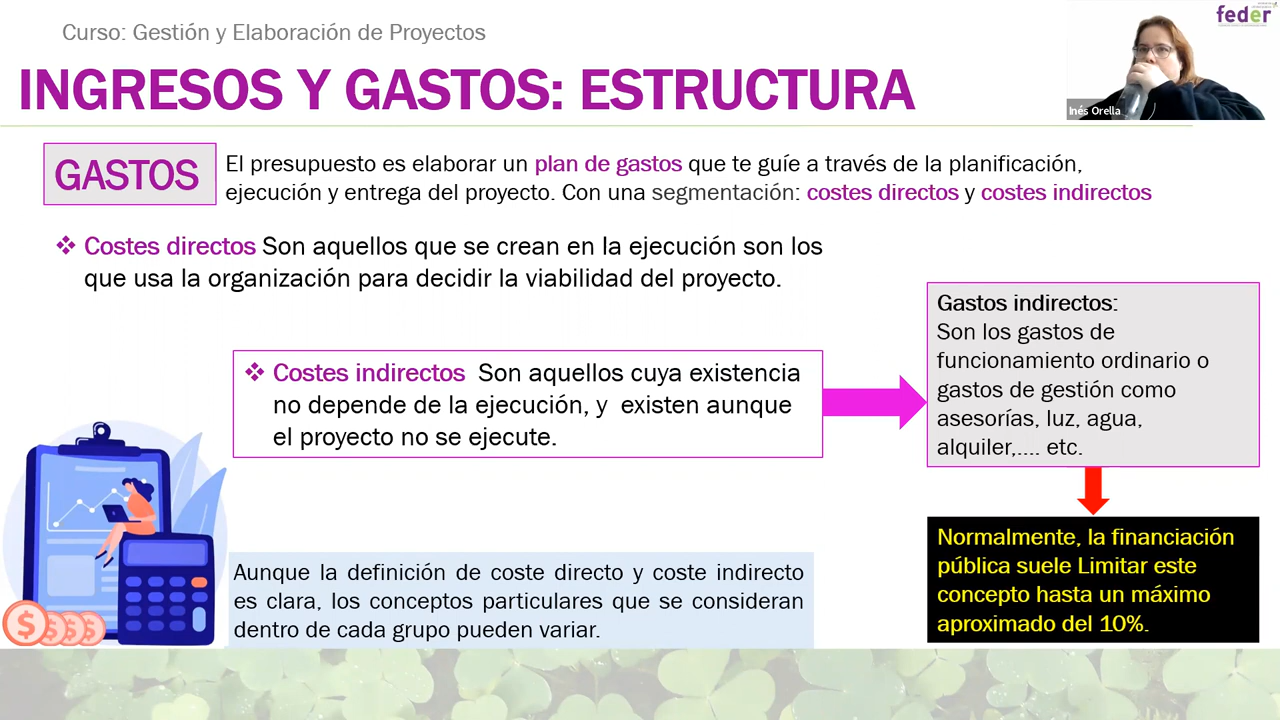 Curso: Gestión y Elaboración de Proyectos
feder
INGRESOS Y GASTOS: ESTRUCTURA
Inés Orella
GASTOS
El presupuesto es elaborar un plan de gastos que te guíe a través de la planificación,
ejecución y entrega del proyecto. Con una segmentación: costes directos y costes indirectos
❖ Costes directos Son aquellos que se crean en la ejecución son los
que usa la organización para decidir la viabilidad del proyecto.
❖ Costes indirectos Son aquellos cuya existencia
no depende de la ejecución, y existen aunque
el proyecto no se ejecute.
Gastos indirectos:
Son los gastos de
funcionamiento ordinario o
gastos de gestión como
asesorías, luz, agua,
alquiler,.... etc.
Normalmente, la financiación
pública suele Limitar este
concepto hasta un máximo
aproximado del 10%.
Aunque la definición de coste directo y coste indirecto
es clara, los conceptos particulares que se consideran
dentro de cada grupo pueden variar.
$ $ $ $